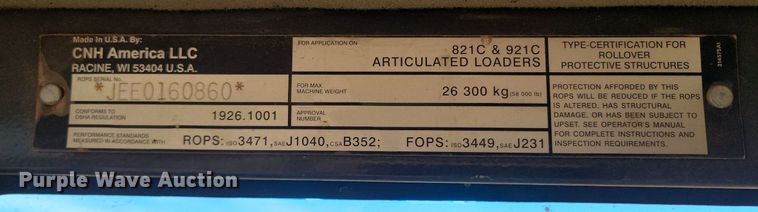 Made In U.S.A. By:
CNH America LLC
RACINE, WI 53404 U.S.A.
ROPS SERIAL No.
*JEE0160860*
CONFORMS TO
OSHA REGULATION
1926.1001
FOR APPLICATION ON
821C & 921C
ARTICULATED LOADERS
FOR MAX.
MACHINE WEIGHT
26 300 kg (58 000 lb)
APPROVAL
NUMBER
PERFORMANCE STANDARDS
MEASURED IN ACCORDANCE WITH
ROPS: ISO 3471, SAE J1040, CSA B352; FOPS: ISO 3449, SAE J231
TYPE-CERTIFICATION FOR
ROLLOVER
PROTECTIVE STRUCTURES
PROTECTION AFFORDED BY THIS
ROPS WILL BE REDUCED IF THE ROPS
IS ALTERED, HAS STRUCTURAL
DAMAGE, OR HAS BEEN SUBJECT TO
UPSET. SEE OPERATOR'S MANUAL
FOR COMPLETE INSTRUCTIONS AND
INSPECTION REQUIREMENTS.
316575A1
Purple Wave Auction